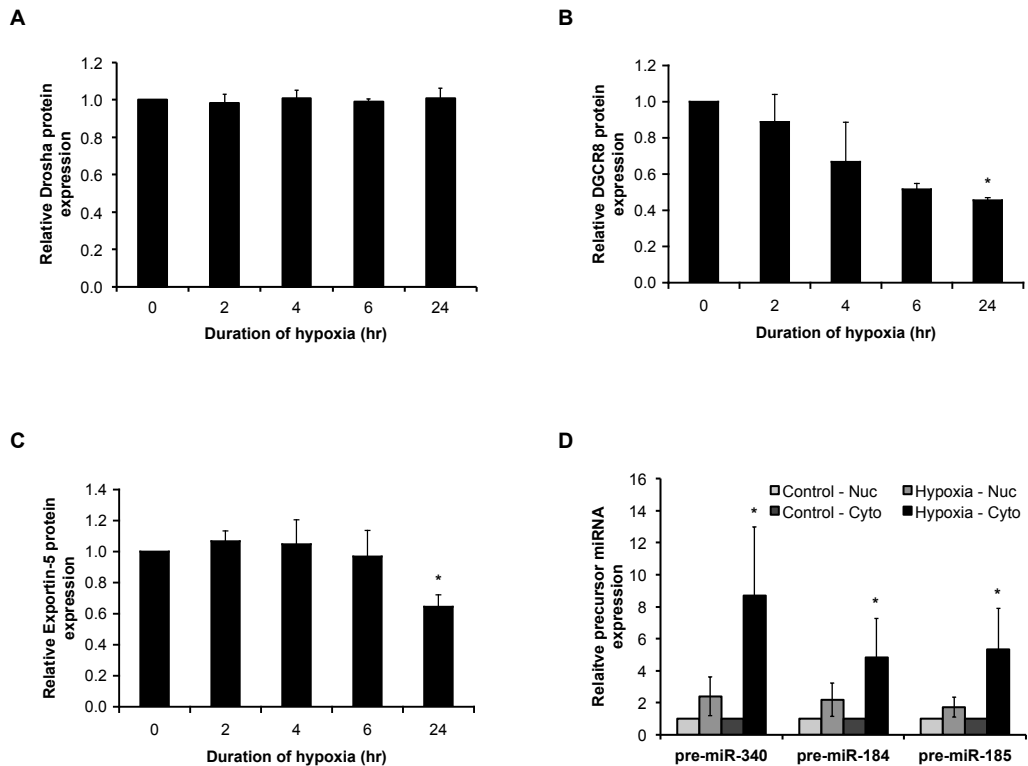 A
Relative Drosha protein
expression
1.2
1.0
0.8
0.6
0.4
0.2
0.0
0 2 4 6 24
Duration of hypoxia (hr)
B
Relative DGCR8 protein
expression
1.2
1.0
0.8
0.6
0.4
0.2
0.0
*
0 2 4 6 24
Duration of hypoxia (hr)
C
Relative Exportin-5 protein
expression
1.4
1.2
1.0
0.8
0.6
0.4
0.2
0.0
*
0 2 4 6 24
Duration of hypoxia (hr)
D
Relaitve precursor miRNA
expression
16
14
12
10
8
6
4
2
0
Control - Nuc Hypoxia - Nuc
Control - Cyto Hypoxia - Cyto
* * *
pre-miR-340 pre-miR-184 pre-miR-185